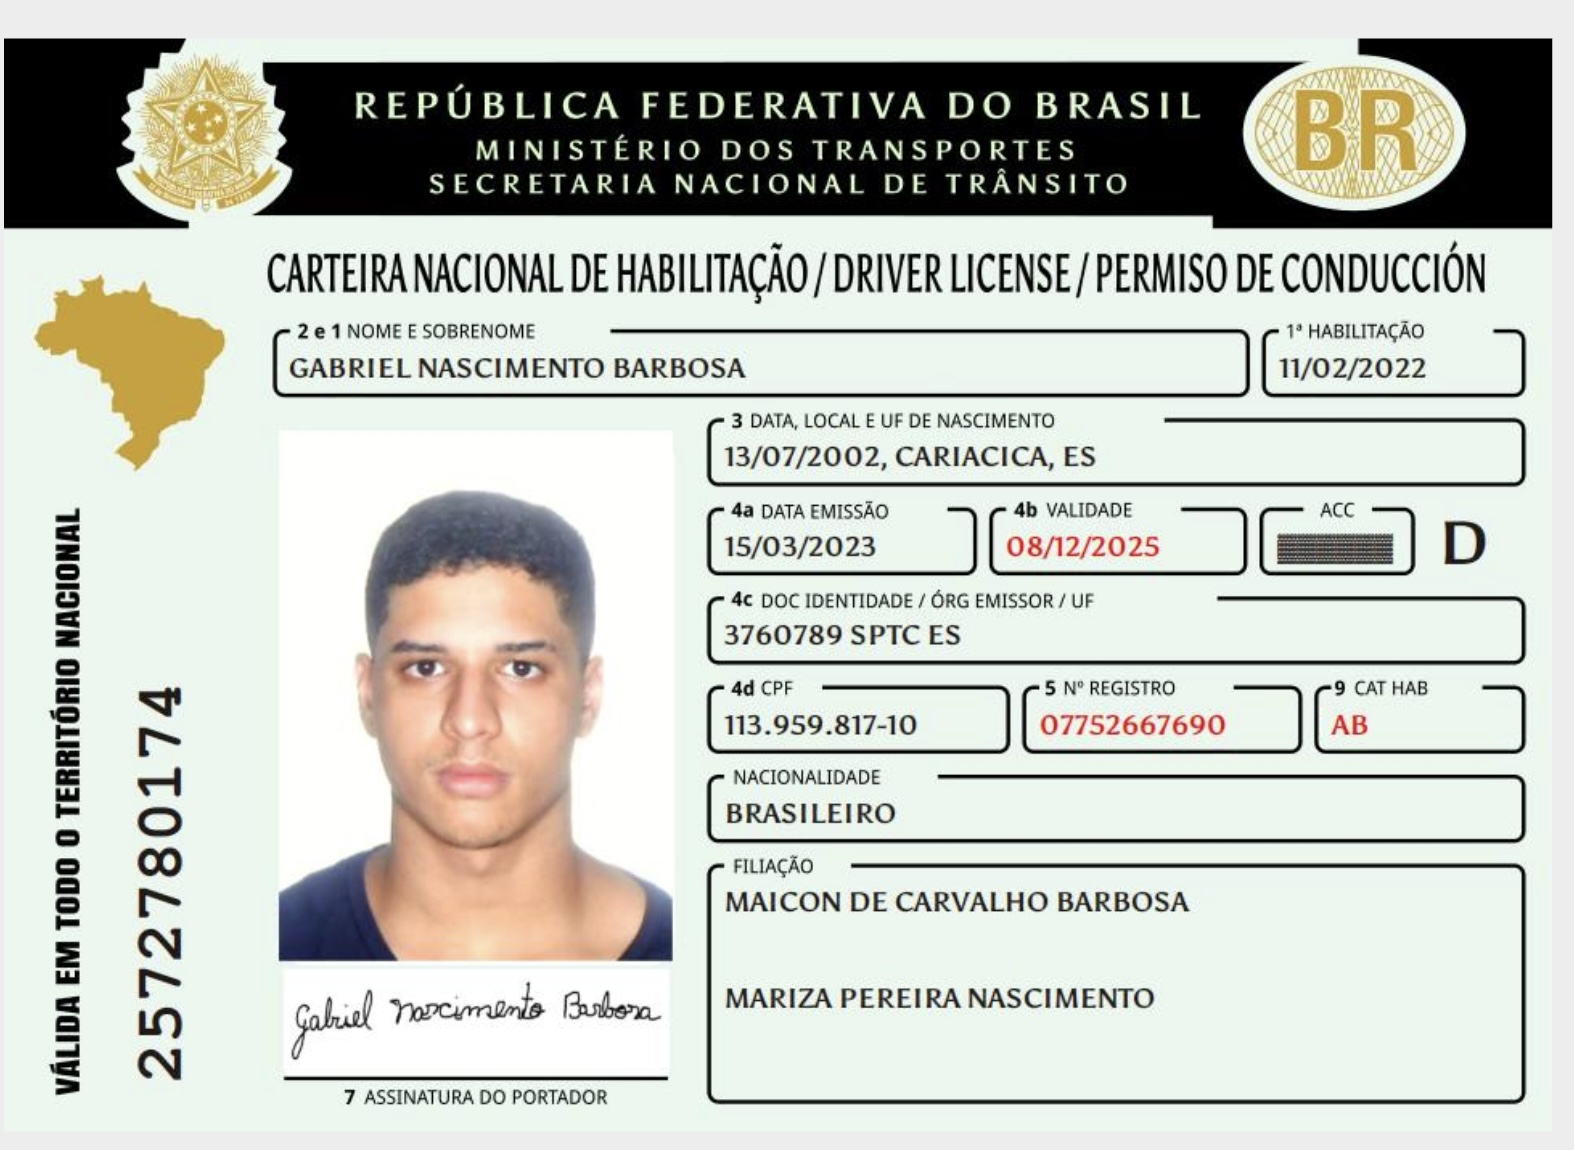 REPÚBLICA FEDERATIVA DO BRASIL
MINISTÉRIO DOS TRANSPORTES
SECRETARIA NACIONAL DE TRÂNSITO
BR
CARTEIRA NACIONAL DE HABILITAÇÃO / DRIVER LICENSE / PERMISO DE CONDUCCIÓN
2 e 1 NOME E SOBRENOME
GABRIEL NASCIMENTO BARBOSA
1ª HABILITAÇÃO
11/02/2022
3 DATA, LOCAL E UF DE NASCIMENTO
13/07/2002, CARIACICA, ES
4a DATA EMISSÃO
15/03/2023
4b VALIDADE
08/12/2025
ACC
D
4c DOC IDENTIDADE / ÓRG EMISSOR / UF
3760789 SPTC ES
4d CPF
113.959.817-10
5 Nº REGISTRO
07752667690
9 CAT HAB
AB
NACIONALIDADE
BRASILEIRO
FILIAÇÃO
MAICON DE CARVALHO BARBOSA
MARIZA PEREIRA NASCIMENTO
Gabriel Nascimento Barbosa
7 ASSINATURA DO PORTADOR
VÁLIDA EM TODO O TERRITÓRIO NACIONAL
2572780174